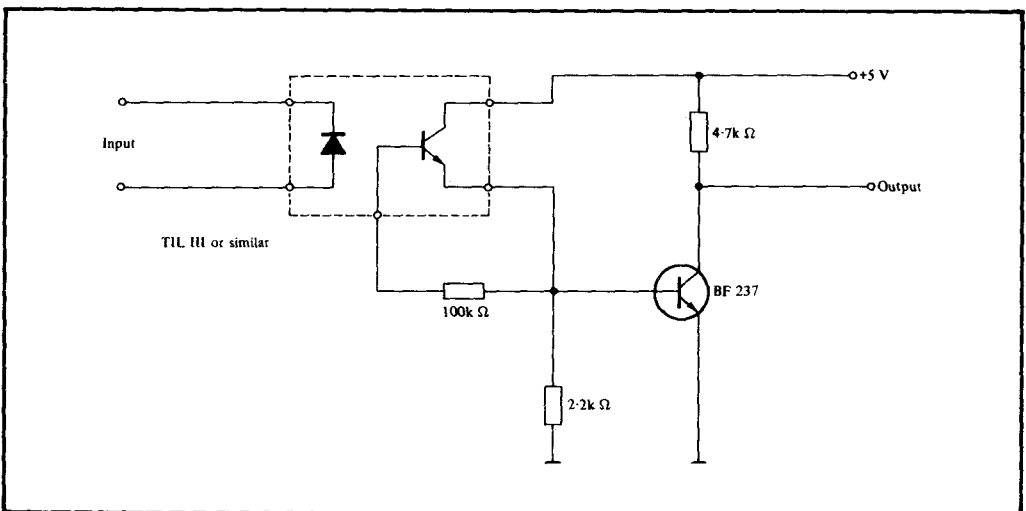 +5 V
4·7k Ω
Input
Output
TIL III or similar
BF 237
100k Ω
2·2k Ω